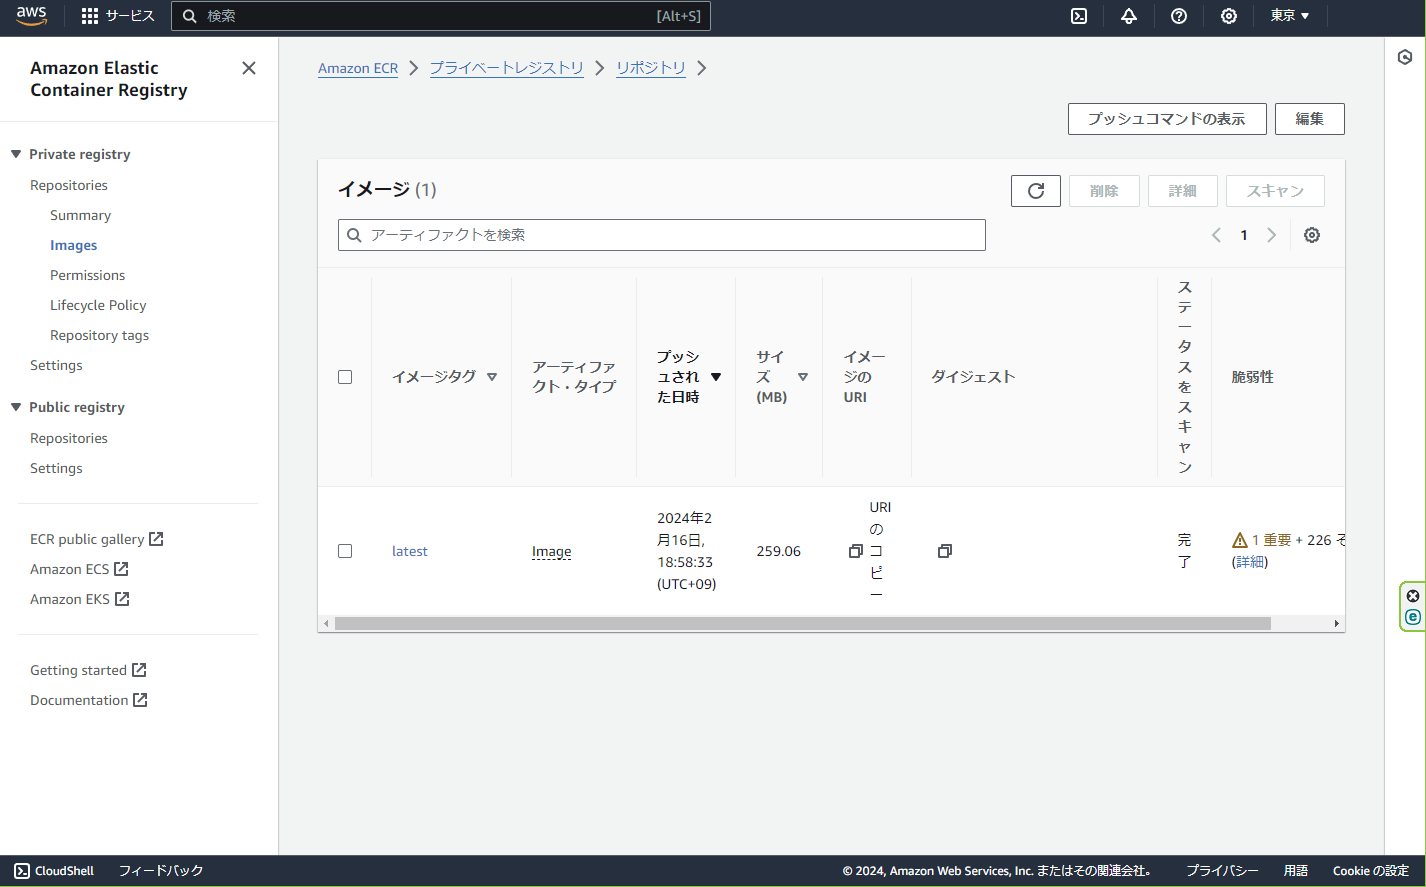 aws
サービス
検索
[Alt+S]
東京
Amazon Elastic
Container Registry
Private registry
Repositories
Summary
Images
Permissions
Lifecycle Policy
Repository tags
Settings
Public registry
Repositories
Settings
ECR public gallery
Amazon ECS
Amazon EKS
Getting started
Documentation
Amazon ECR
プライベートレジストリ
リポジトリ
プッシュコマンドの表示
編集
イメージ (1)
削除
詳細
スキャン
アーティファクトを検索
1
イメージタグ
アーティファ
クト・タイプ
プッシ
ュされ
た日時
サイ
ズ
(MB)
イメー
ジの
URI
ダイジェスト
ス
テ
ー
タ
ス
を
ス
キ
ャ
ン
脆弱性
latest
Image
2024年2
月16日,
18:58:33
(UTC+09)
259.06
URI
の
コ
ピ
ー
完
了
1 重要 + 226 そ
(詳細)
CloudShell
フィードバック
© 2024, Amazon Web Services, Inc. またはその関連会社。
プライバシー
用語
Cookie の設定